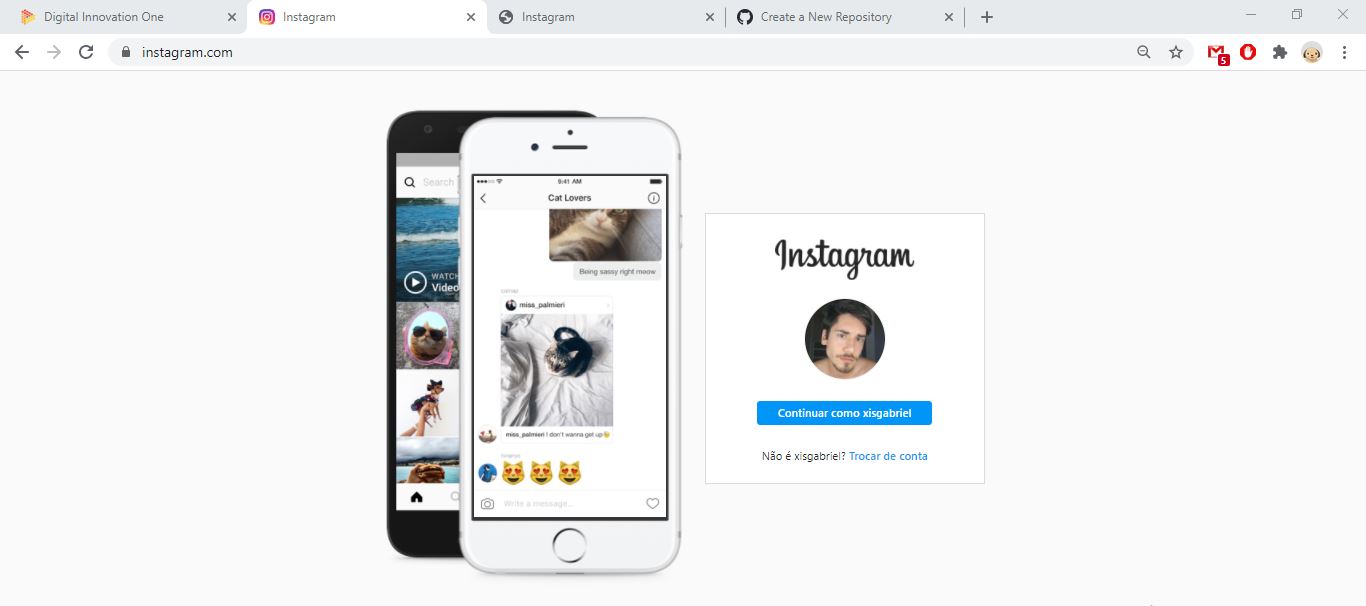 Digital Innovation One
Instagram
Instagram
Create a New Repository
instagram.com
5
Search
WATCH
Video
9:41 AM
Cat Lovers
Being sassy right meow
miss_palmieri
miss_palmieri I don't wanna get up😴
Write a message...
Instagram
Continuar como xisgabriel
Não é xisgabriel? Trocar de conta